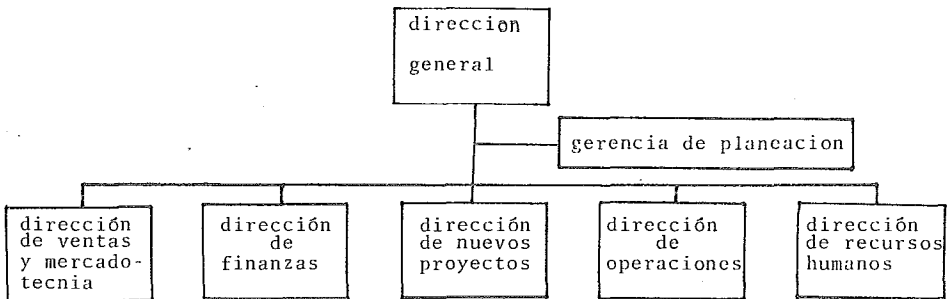 direccion
general
gerencia de planeacion
dirección
de ventas
y mercado-
tecnia
dirección
de
finanzas
dirección
de nuevos
proyectos
dirección
de
operaciones
dirección
de recursos
humanos